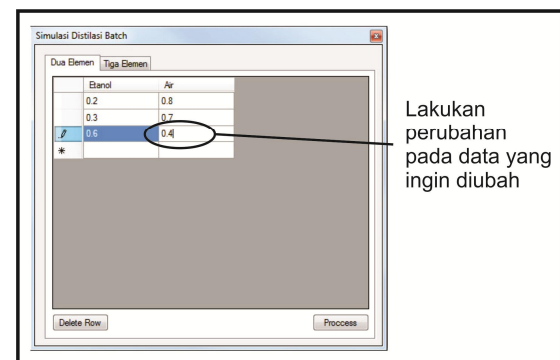 Simulasi Distilasi Batch
Dua Elemen Tiga Elemen
Etanol Air
0.2 0.8
0.3 0.7
0.6 0.4
*
Delete Row Proccess
Lakukan
perubahan
pada data yang
ingin diubah